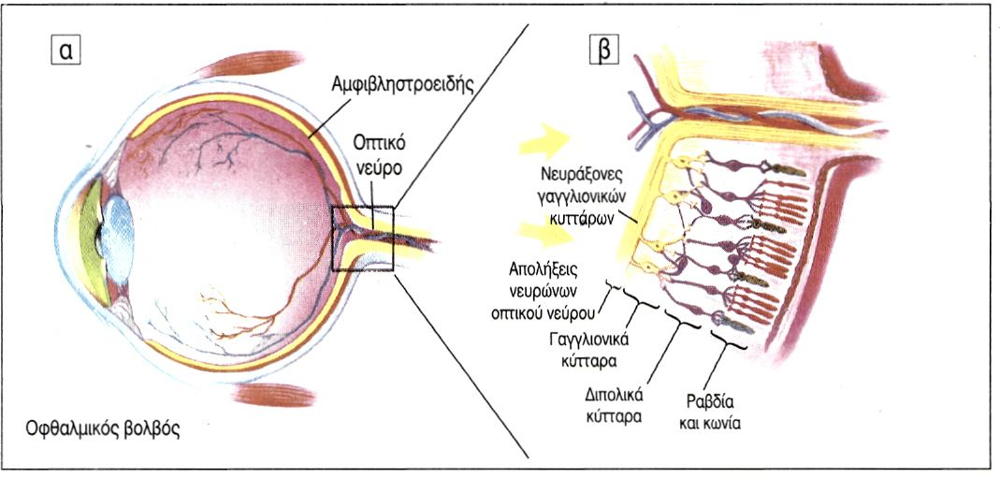 α
Αμφιβληστροειδής
Οπτικό
νεύρο
Οφθαλμικός βολβός
β
Νευράξονες
γαγγλιονικών
κυττάρων
Απολήξεις
νευρώνων
οπτικού νεύρου
Γαγγλιονικά
κύτταρα
Διπολικά
κύτταρα
Ραβδία
και κωνία